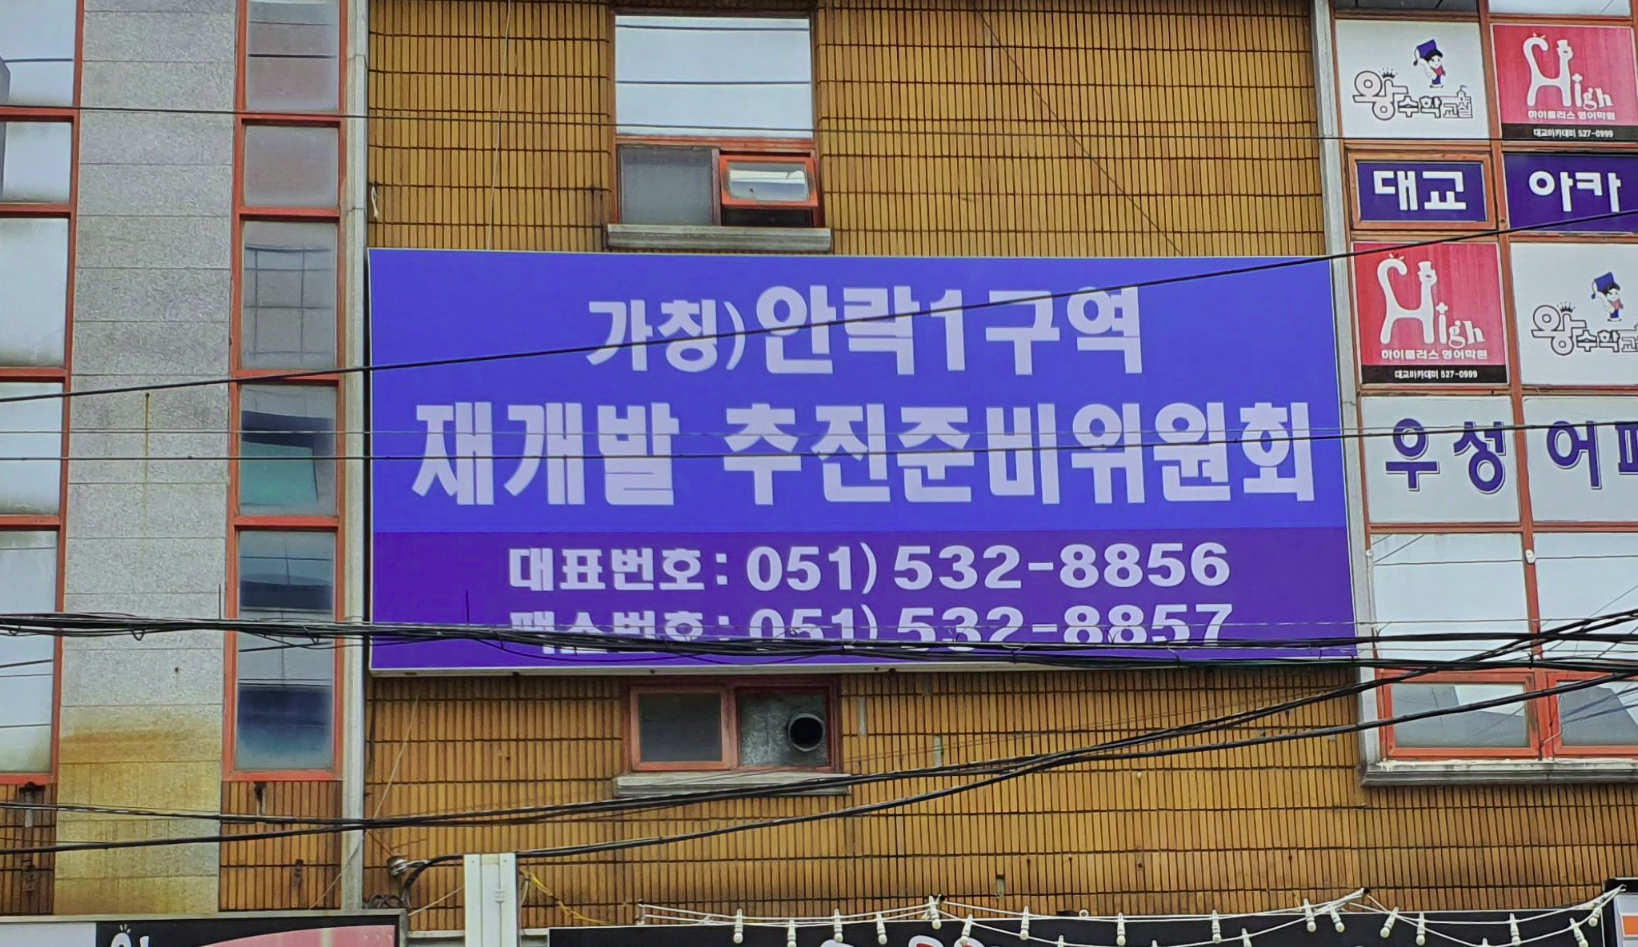 가칭)안락1구역
재개발 추진준비위원회
대표번호: 051) 532-8856
팩스번호: 051) 532-8857
왕수학교실
High
하이플러스 영어학원
대교아카데미 527-0999
대교
아카
High
하이플러스 영어학원
대교아카데미 527-0999
왕수학교
우성
어